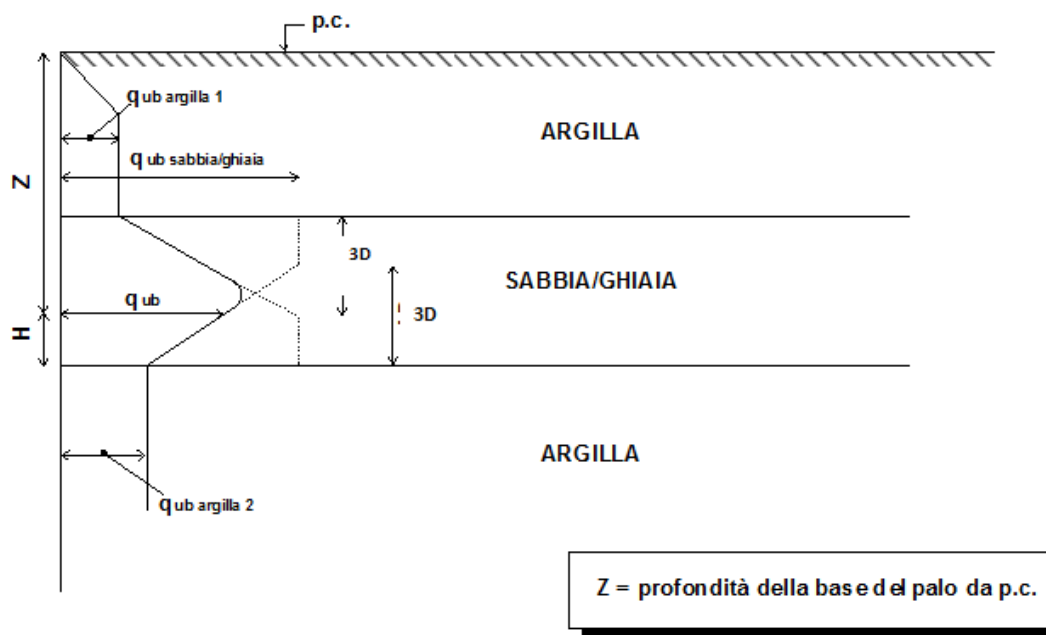 p.c.
q ub argilla 1
ARGILLA
q ub sabbia/ghiaia
Z
3D
SABBIA/GHIAIA
q ub
3D
H
ARGILLA
q ub argilla 2
Z = profondità della base del palo da p.c.